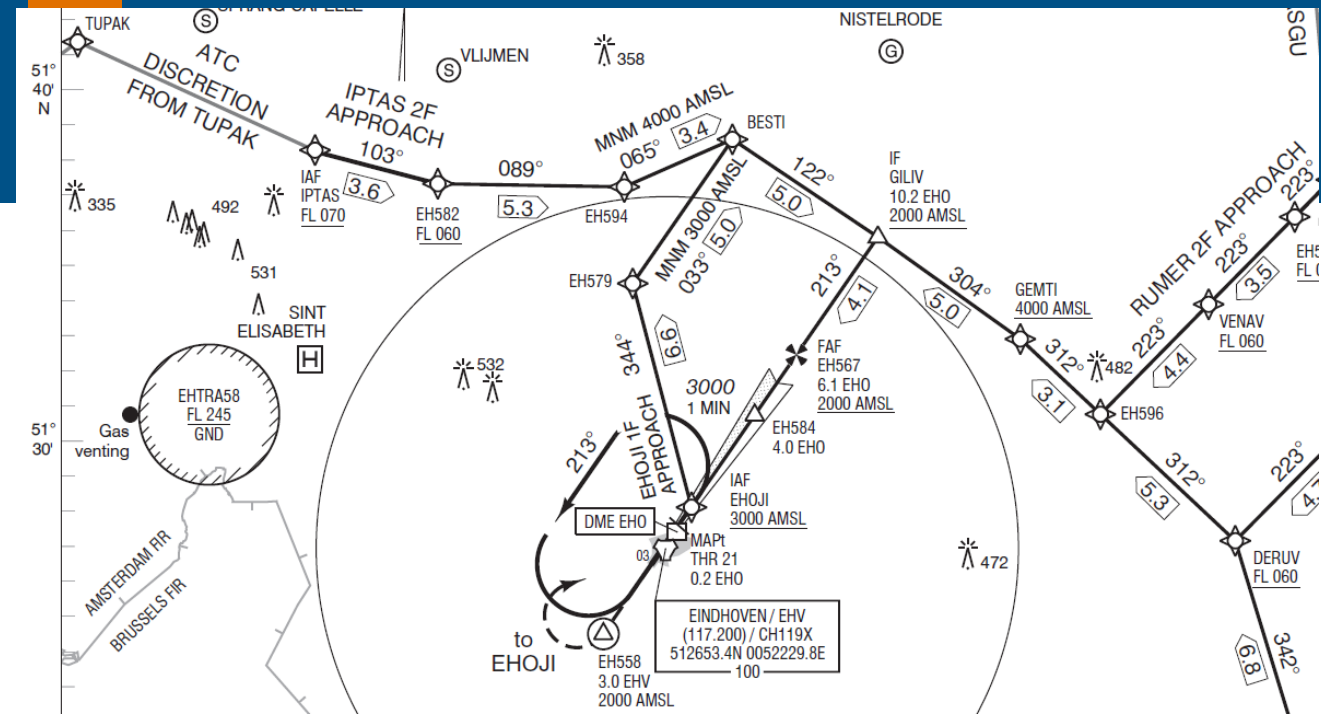 SPRANG-CAPELLE
TUPAK
S
ATC
DISCRETION
FROM TUPAK
51°
40'
N
S
VLIJMEN
358
NISTELRODE
G
ASGU
IPTAS 2F
APPROACH
103°
3.6
IAF
IPTAS
FL 070
089°
5.3
EH582
FL 060
MNM 4000 AMSL
065°
3.4
EH594
BESTI
122°
5.0
IF
GILIV
10.2 EHO
2000 AMSL
MNM 3000 AMSL
033°
5.0
EH579
335
492
531
SINT
ELISABETH
H
532
344°
6.6
EHOJI 1F
APPROACH
3000
1 MIN
213°
4.1
FAF
EH567
6.1 EHO
2000 AMSL
EH584
4.0 EHO
304°
5.0
GEMTI
4000 AMSL
312°
3.1
482
RUMER 2F APPROACH
223°
223°
223°
3.5
4.4
VENAV
FL 060
EH596
312°
5.3
223°
DERUV
FL 060
342°
6.8
472
EHTRA58
FL 245
GND
Gas
venting
51°
30'
AMSTERDAM FIR
BRUSSELS FIR
213°
IAF
EHOJI
3000 AMSL
DME EHO
03
MAPt
THR 21
0.2 EHO
EINDHOVEN / EHV
(117.200) / CH119X
512653.4N 0052229.8E
100
to
EHOJI
EH558
3.0 EHV
2000 AMSL